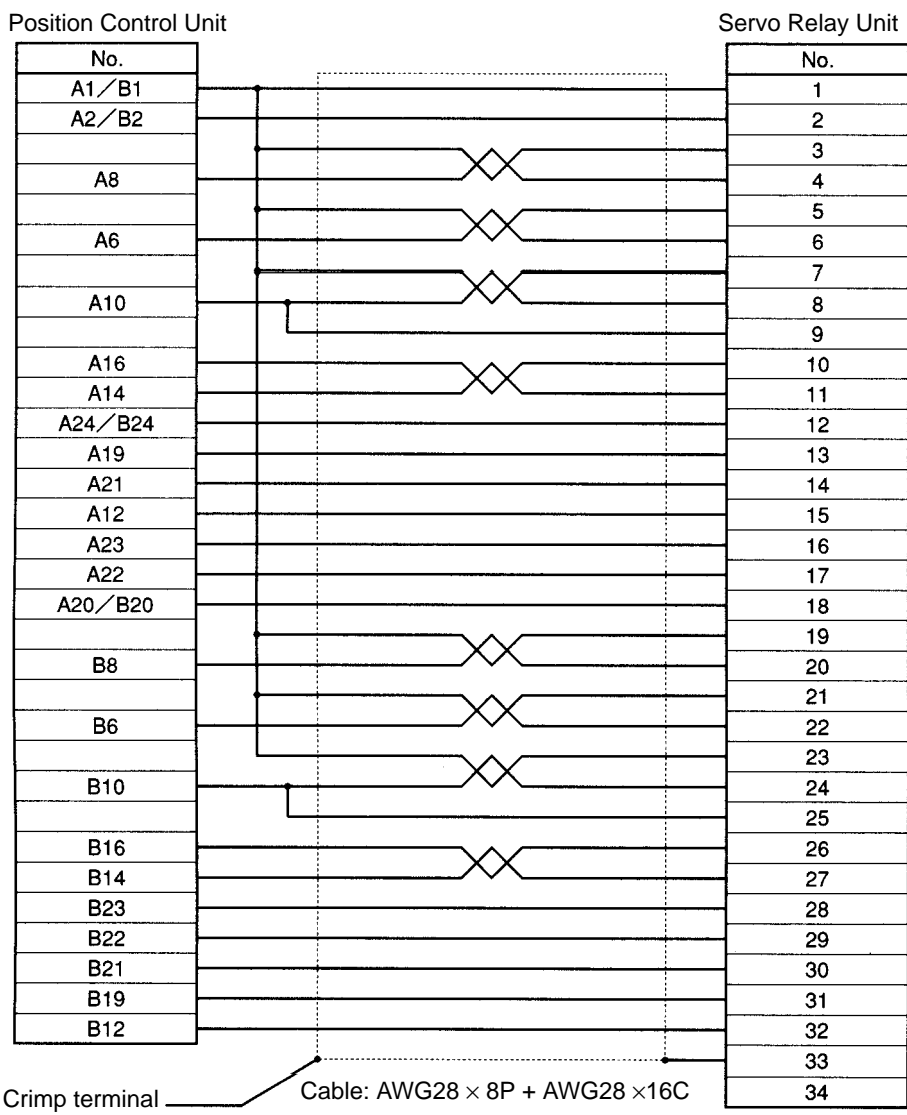 Position Control Unit Servo Relay Unit
No. No.
A1/B1 1
A2/B2 2
3
A8 4
5
A6 6
7
A10 8
9
A16 10
A14 11
A24/B24 12
A19 13
A21 14
A12 15
A23 16
A22 17
A20/B20 18
19
B8 20
21
B6 22
23
B10 24
25
B16 26
B14 27
B23 28
B22 29
B21 30
B19 31
B12 32
33
34
Crimp terminal Cable: AWG28 × 8P + AWG28 ×16C